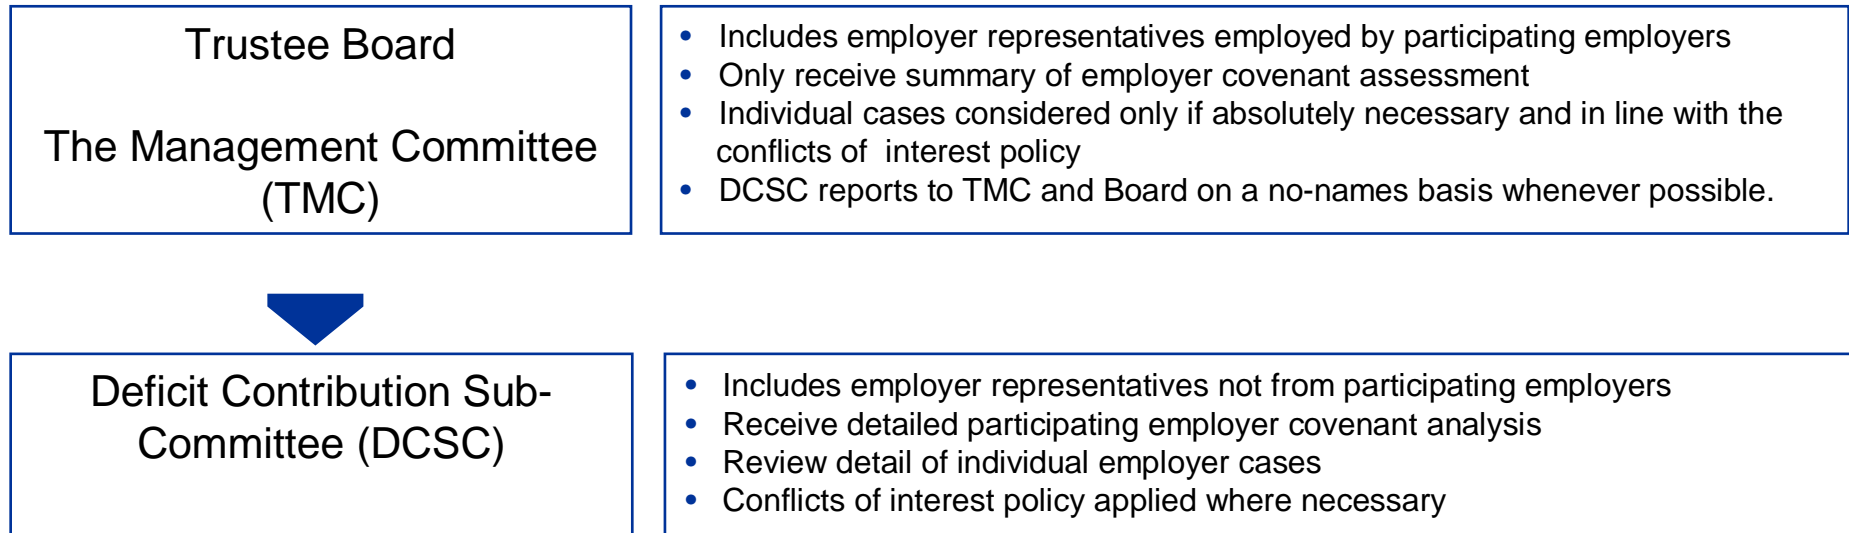 Trustee Board
The Management Committee
(TMC)
• Includes employer representatives employed by participating employers
• Only receive summary of employer covenant assessment
• Individual cases considered only if absolutely necessary and in line with the
conflicts of  interest policy
• DCSC reports to TMC and Board on a no-names basis whenever possible.
Deficit Contribution Sub-
Committee (DCSC)
• Includes employer representatives not from participating employers
• Receive detailed participating employer covenant analysis
• Review detail of individual employer cases
• Conflicts of interest policy applied where necessary